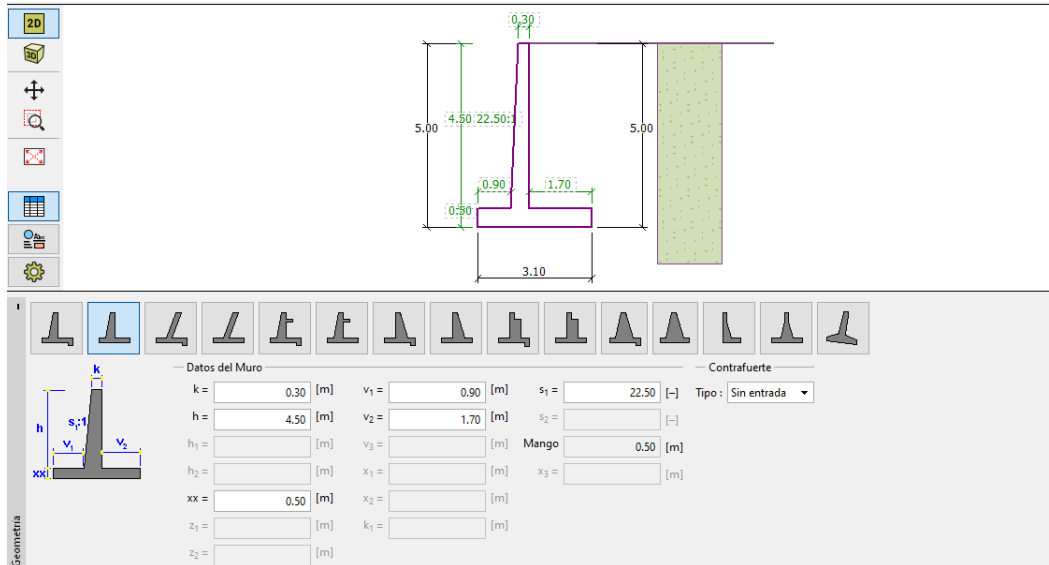 2D
3D
0.30
5.00
4.50
22.50:1
5.00
0.90
1.70
0.50
3.10
Abc
k
h
s₁:1
v₁
v₂
xx
Datos del Muro
k = 0.30 [m]
h = 4.50 [m]
h₁ = [m]
h₂ = [m]
xx = 0.50 [m]
z₁ = [m]
z₂ = [m]
v₁ = 0.90 [m]
v₂ = 1.70 [m]
v₃ = [m]
x₁ = [m]
x₂ = [m]
k₁ = [m]
s₁ = 22.50 [–]
s₂ = [–]
Mango 0.50 [m]
x₃ = [m]
Contrafuerte
Tipo : Sin entrada
Geometría